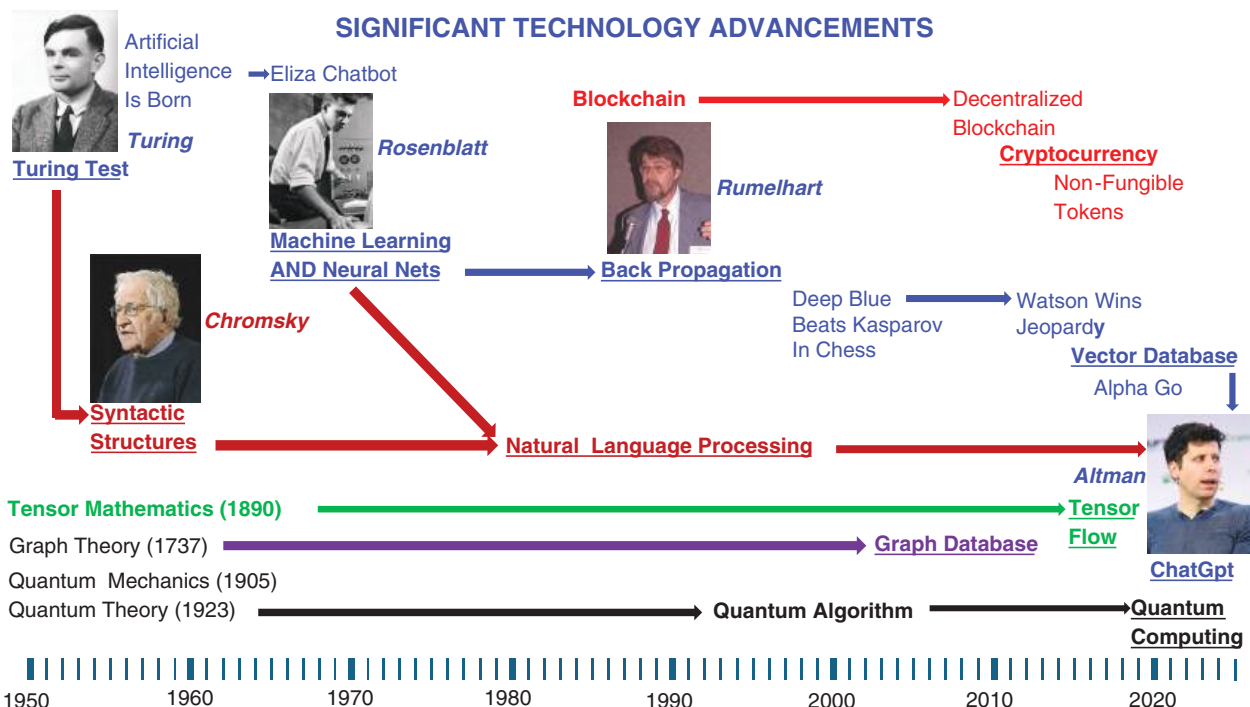 SIGNIFICANT TECHNOLOGY ADVANCEMENTS
Artificial
Intelligence
Is Born
Turing
Turing Test
Eliza Chatbot
Rosenblatt
Machine Learning
AND Neural Nets
Blockchain
Decentralized
Blockchain
Cryptocurrency
Non-Fungible
Tokens
Rumelhart
Back Propagation
Chromsky
Syntactic
Structures
Deep Blue
Beats Kasparov
In Chess
Watson Wins
Jeopardy
Vector Database
Alpha Go
Natural Language Processing
Altman
Tensor Mathematics (1890)
Tensor
Flow
Graph Theory (1737)
Graph Database
ChatGpt
Quantum Mechanics (1905)
Quantum Theory (1923)
Quantum Algorithm
Quantum
Computing
1950 1960 1970 1980 1990 2000 2010 2020